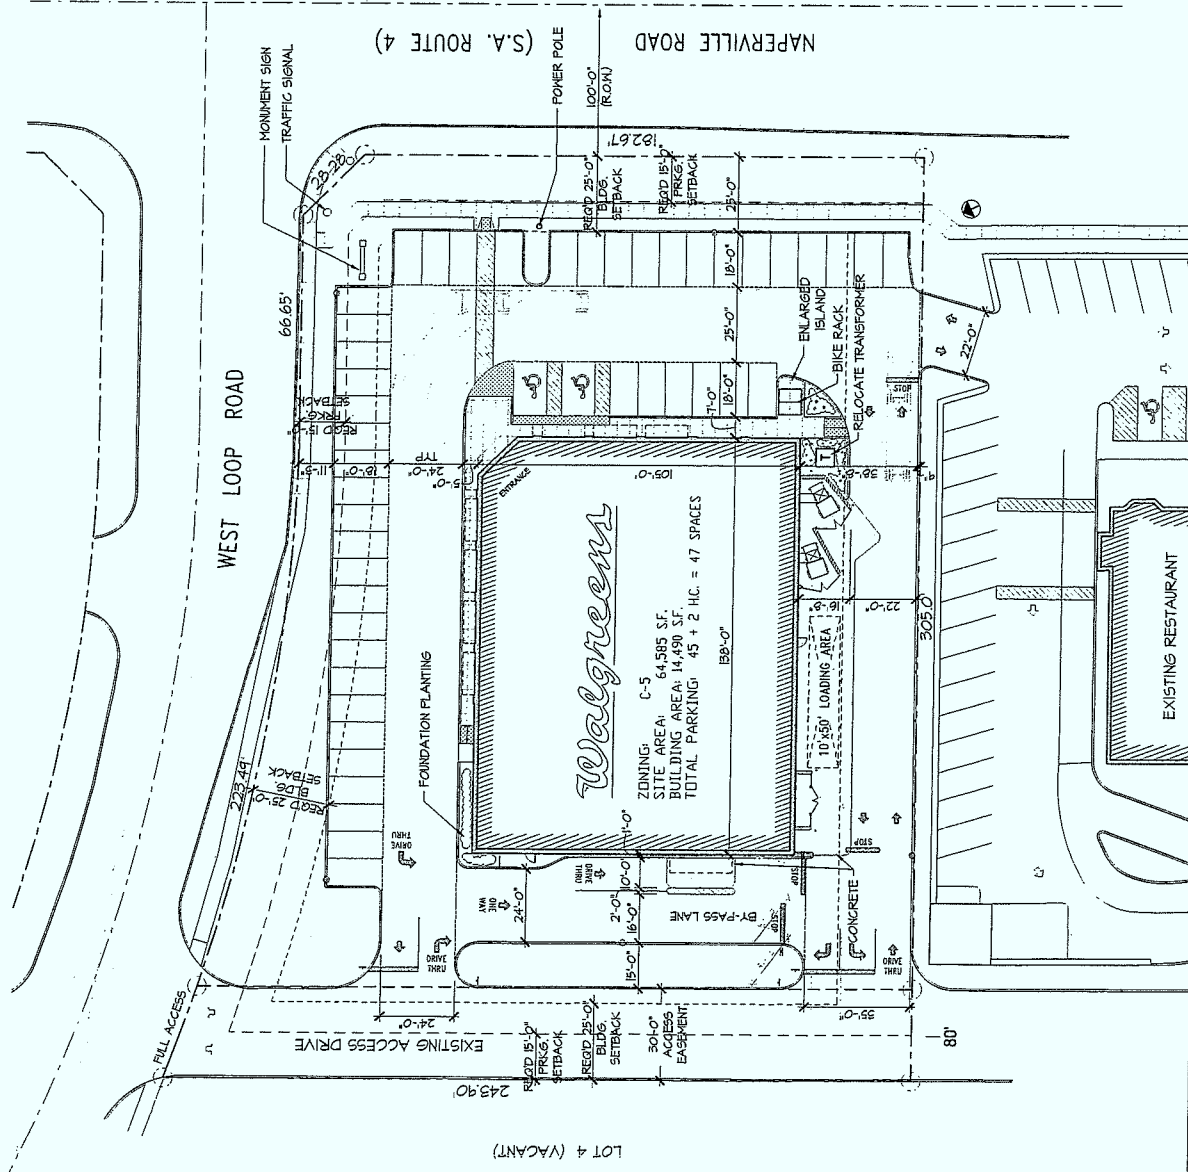 NAPERVILLE ROAD
(S.A. ROUTE 4)
MONUMENT SIGN
TRAFFIC SIGNAL
POWER POLE
100'-0"
(R.O.W.)
182.67'
28.28'
REQ'D 25'-0"
BLDG.
SETBACK
REQ'D 15'-0"
PRKG.
SETBACK
25'-0"
18'-0"
25'-0"
18'-0"
7'-0"
ENLARGED
ISLAND
BIKE RACK
RELOCATE TRANSFORMER
22'-0"
STOP
66.65'
WEST LOOP ROAD
REQ'D 15'-0"
PRKG.
SETBACK
11'-3"
18'-0"
24'-0"
TYP
5'-0"
ENTRANCE
105'-0"
38'-8"
T
Walgreens
ZONING: C-5
SITE AREA: 64,585 S.F.
BUILDING AREA: 14,490 S.F.
TOTAL PARKING: 45 + 2 H.C. = 47 SPACES
138'-0"
16'-8"
22'-0"
305.0'
10'x50' LOADING AREA
EXISTING RESTAURANT
FOUNDATION PLANTING
223.49'
REQ'D 25'-0"
BLDG.
SETBACK
DRIVE
THRU
ONE
WAY
24'-0"
DRIVE
THRU
1'-0"
10'-0"
2'-0"
16'-0"
15'-0"
BY-PASS LANE
STOP
STOP
STOP
CONCRETE
DRIVE
THRU
DRIVE
THRU
FULL ACCESS
24'-0"
35'-0"
EXISTING ACCESS DRIVE
REQ'D 15'-0"
PRKG.
SETBACK
REQ'D 25'-0"
BLDG.
SETBACK
ACCESS
EASEMENT
80'
243.90'
LOT 4 (VACANT)